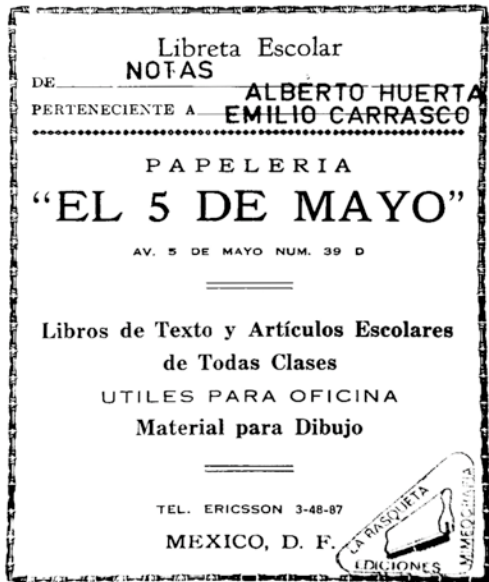 Libreta Escolar
DE NOTAS
ALBERTO HUERTA
PERTENECIENTE A EMILIO CARRASCO
PAPELERIA
"EL 5 DE MAYO"
AV. 5 DE MAYO NUM. 39 D
Libros de Texto y Artículos Escolares
de Todas Clases
UTILES PARA OFICINA
Material para Dibujo
TEL. ERICSSON 3-48-87
MEXICO, D. F.
LA RASQUETA
MIMEOGRAFIA
EDICIONES